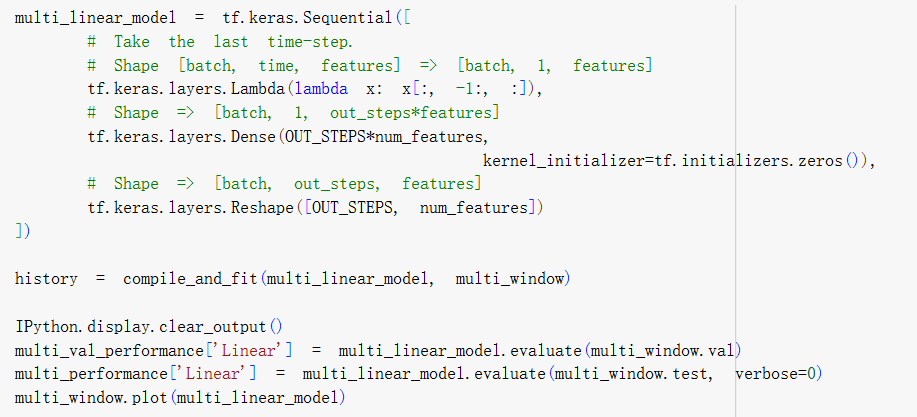 multi_linear_model = tf.keras.Sequential([
# Take the last time-step.
# Shape [batch, time, features] => [batch, 1, features]
tf.keras.layers.Lambda(lambda x: x[:, -1:, :]),
# Shape => [batch, 1, out_steps*features]
tf.keras.layers.Dense(OUT_STEPS*num_features,
kernel_initializer=tf.initializers.zeros()),
# Shape => [batch, out_steps, features]
tf.keras.layers.Reshape([OUT_STEPS, num_features])
])
history = compile_and_fit(multi_linear_model, multi_window)
IPython.display.clear_output()
multi_val_performance['Linear'] = multi_linear_model.evaluate(multi_window.val)
multi_performance['Linear'] = multi_linear_model.evaluate(multi_window.test, verbose=0)
multi_window.plot(multi_linear_model)